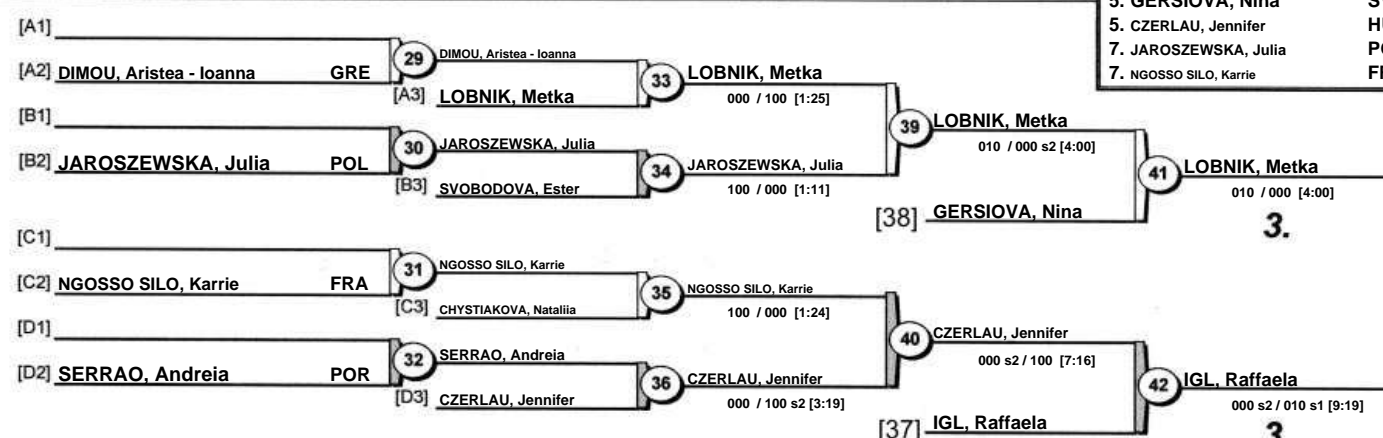 5. GERSIOVA, Nina
5. CZERLAU, Jennifer
7. JAROSZEWSKA, Julia
7. NGOSSO SILO, Karrie
[A1]
[A2] DIMOU, Aristea - Ioanna GRE
29 DIMOU, Aristea - Ioanna
[A3] LOBNIK, Metka
33 LOBNIK, Metka
000 / 100 [1:25]
[B1]
[B2] JAROSZEWSKA, Julia POL
30 JAROSZEWSKA, Julia
[B3] SVOBODOVA, Ester
34 JAROSZEWSKA, Julia
100 / 000 [1:11]
39 LOBNIK, Metka
010 / 000 s2 [4:00]
[38] GERSIOVA, Nina
41 LOBNIK, Metka
010 / 000 [4:00]
3.
[C1]
[C2] NGOSSO SILO, Karrie FRA
31 NGOSSO SILO, Karrie
[C3] CHYSTIAKOVA, Nataliia
35 NGOSSO SILO, Karrie
100 / 000 [1:24]
[D1]
[D2] SERRAO, Andreia POR
32 SERRAO, Andreia
[D3] CZERLAU, Jennifer
36 CZERLAU, Jennifer
000 / 100 s2 [3:19]
40 CZERLAU, Jennifer
000 s2 / 100 [7:16]
[37] IGL, Raffaela
42 IGL, Raffaela
000 s2 / 010 s1 [9:19]
3